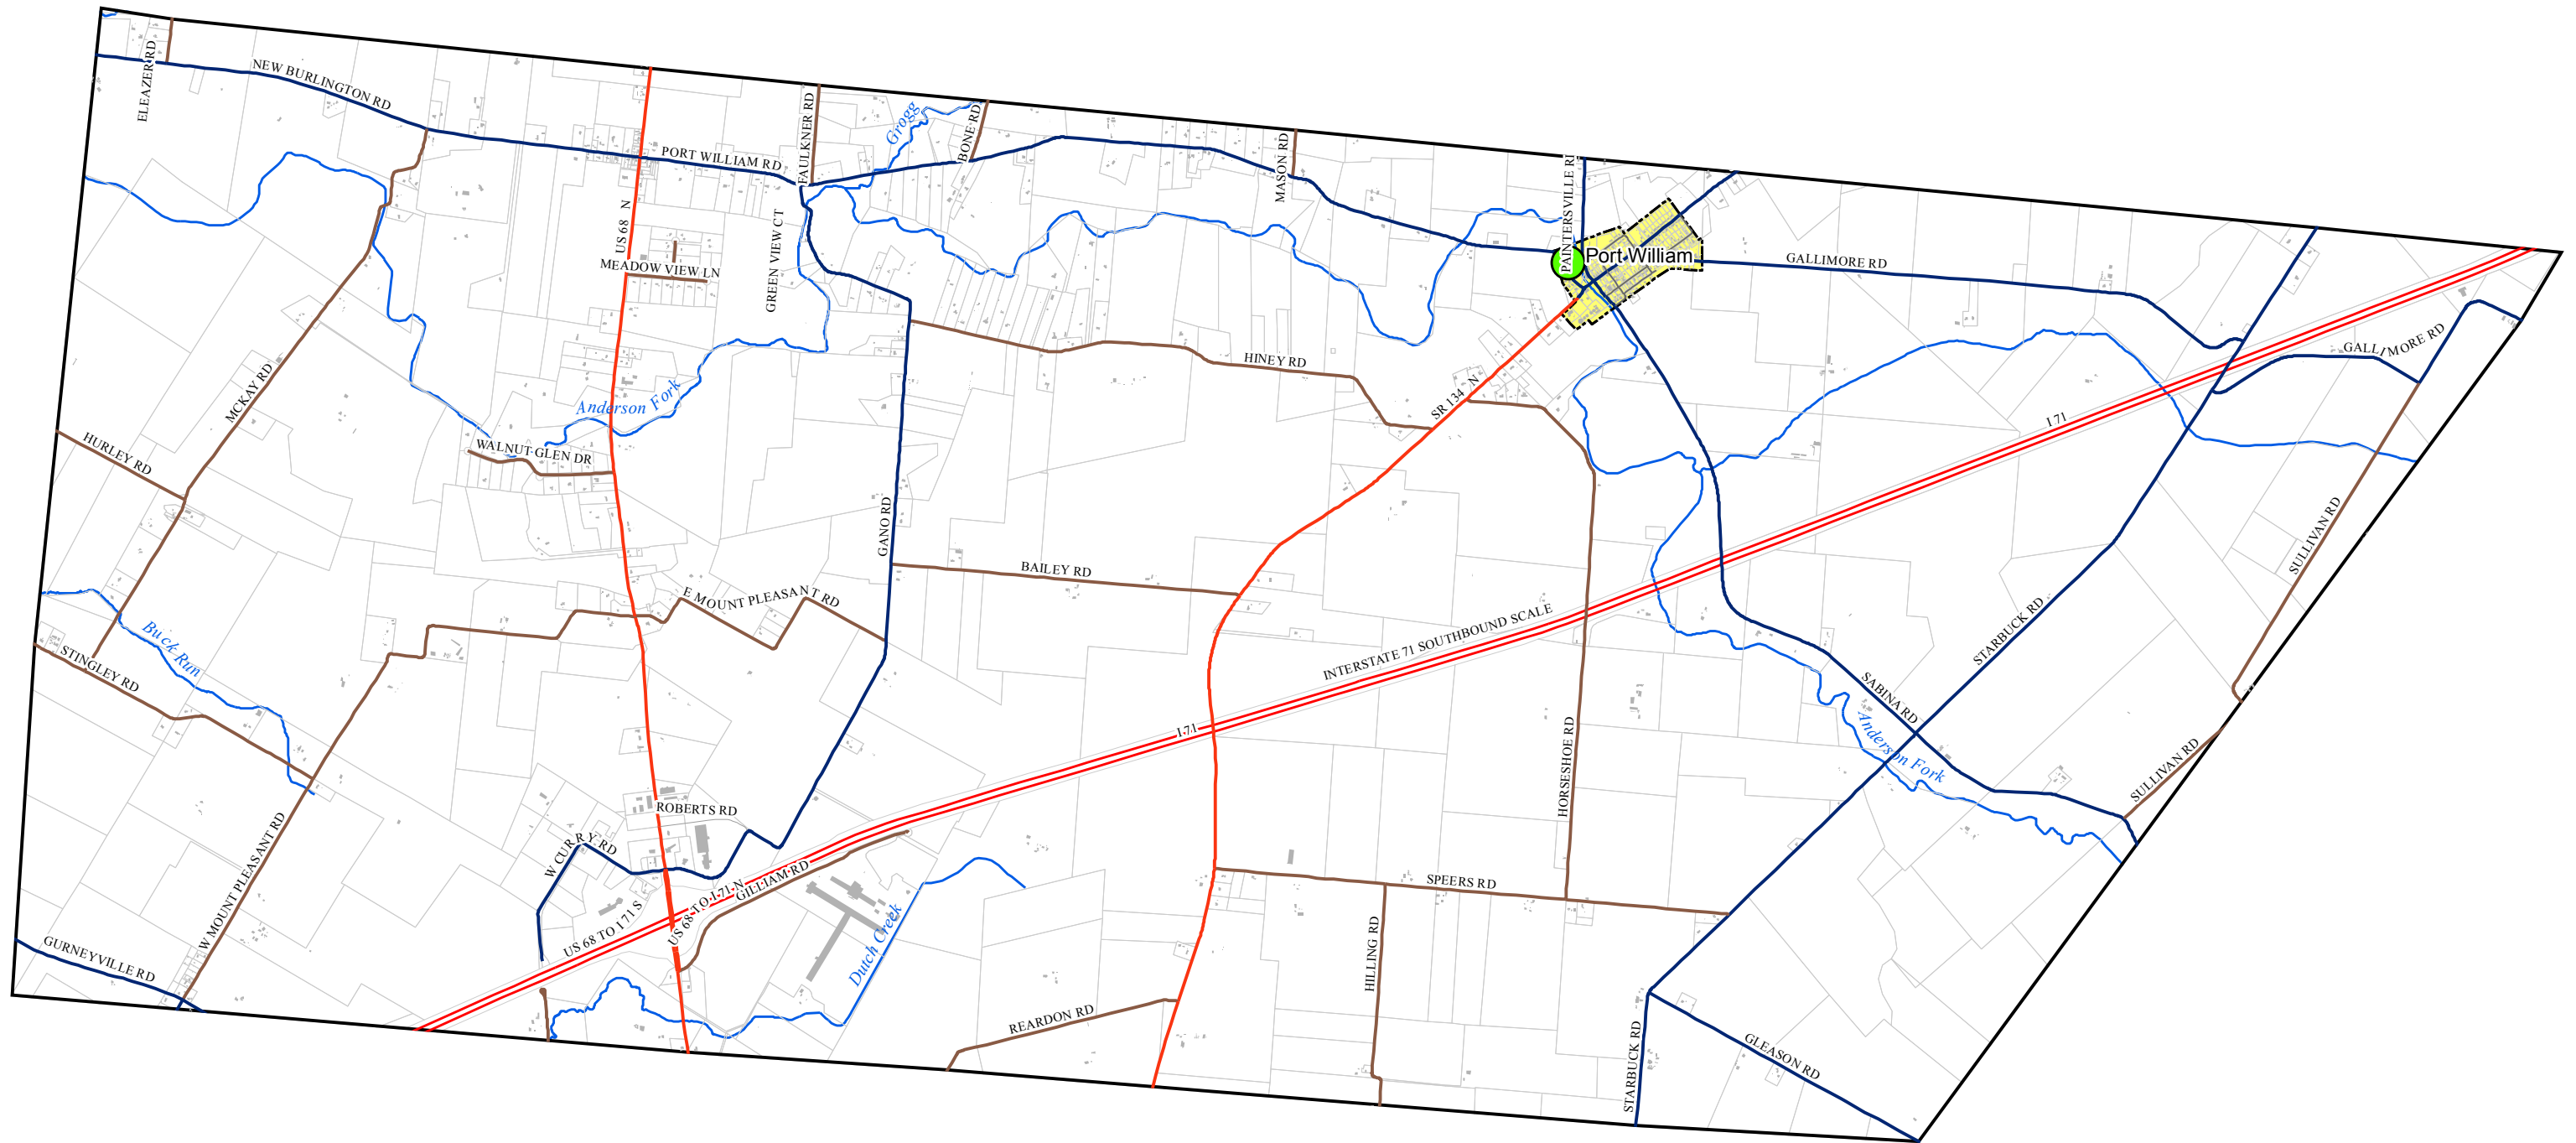 ELEAZER RD
NEW BURLINGTON RD
PORT WILLIAM RD
FAULKNER RD
Grogg
BONE RD
MASON RD
PAINTERSVILLE RD
Port William
GALLIMORE RD
US 68 N
MEADOW VIEW LN
GREEN VIEW CT
HINEY RD
SR 134 N
GALLIMORE RD
I 71
MCKAY RD
Anderson Fork
HURLEY RD
WALNUT GLEN DR
GANO RD
BAILEY RD
E MOUNT PLEASANT RD
SULLIVAN RD
STARBUCK RD
Buck Run
STINGLEY RD
INTERSTATE 71 SOUTHBOUND SCALE
I 71
SABINA RD
Anderson Fork
SULLIVAN RD
HORSESHOE RD
ROBERTS RD
W CURRY RD
GILLIAM RD
US 68 TO I 71 N
US 68 TO I 71 S
W MOUNT PLEASANT RD
SPEERS RD
HILLING RD
Dutch Creek
GURNEYVILLE RD
REARDON RD
STARBUCK RD
GLEASON RD